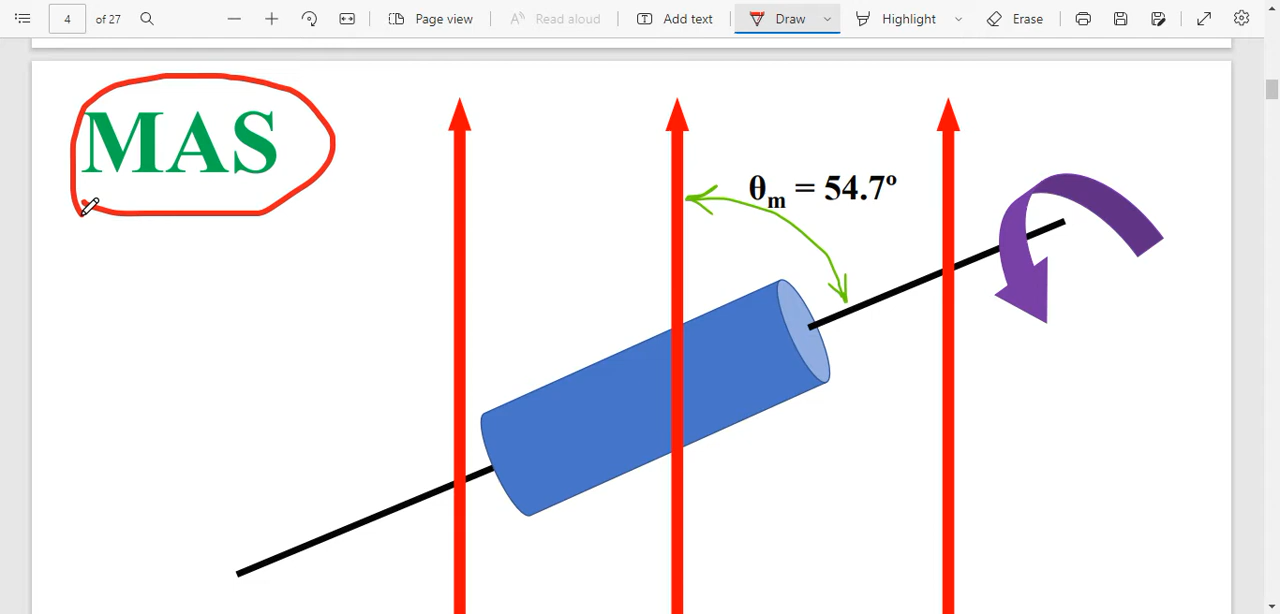 4 of 27 Page view Read aloud Add text Draw Highlight Erase
MAS
θm = 54.7º